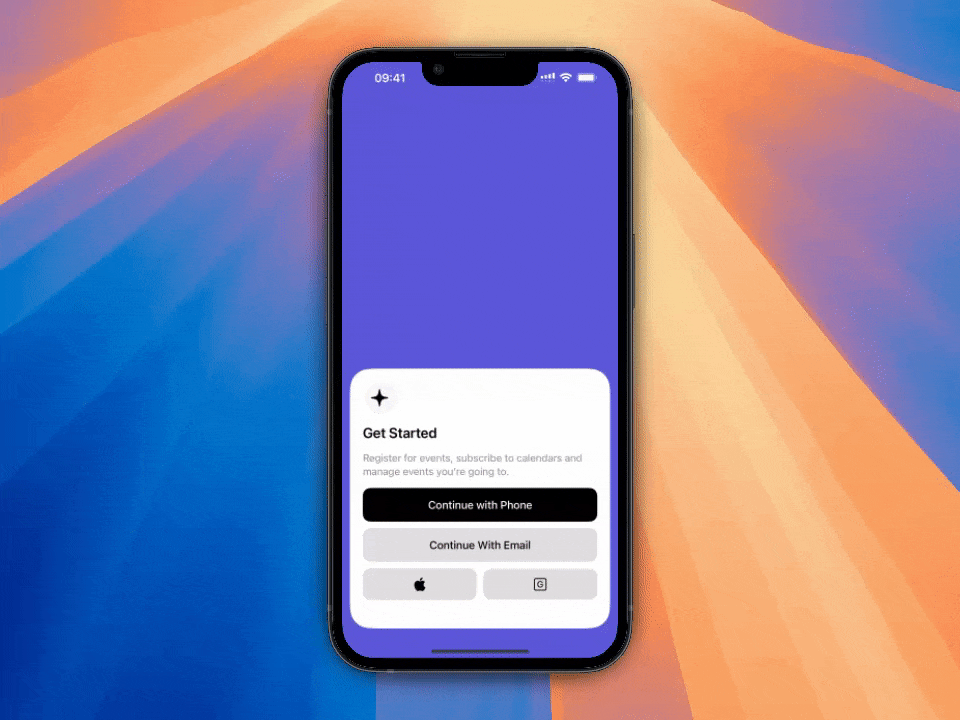 09:41
Get Started
Register for events, subscribe to calendars and
manage events you're going to.
Continue with Phone
Continue With Email
G